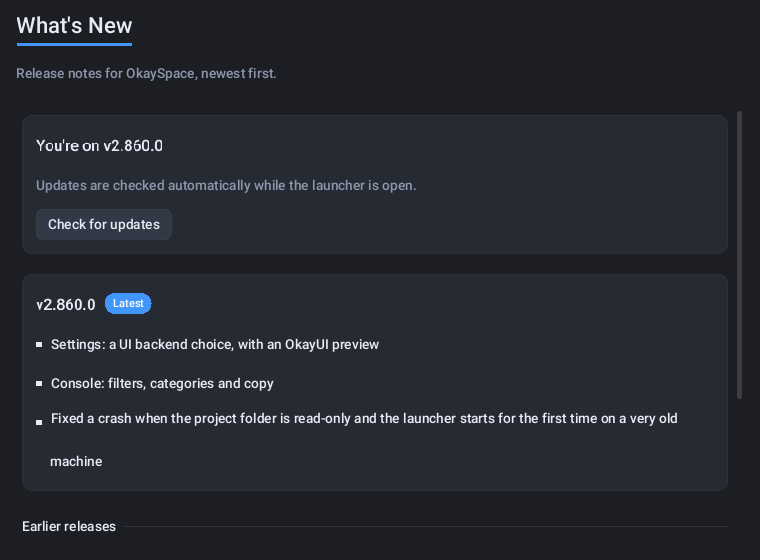 What's New
Release notes for OkaySpace, newest first.
You're on v2.860.0
Updates are checked automatically while the launcher is open.
Check for updates
v2.860.0 Latest
Settings: a UI backend choice, with an OkayUI preview
Console: filters, categories and copy
Fixed a crash when the project folder is read-only and the launcher starts for the first time on a very old
machine
Earlier releases